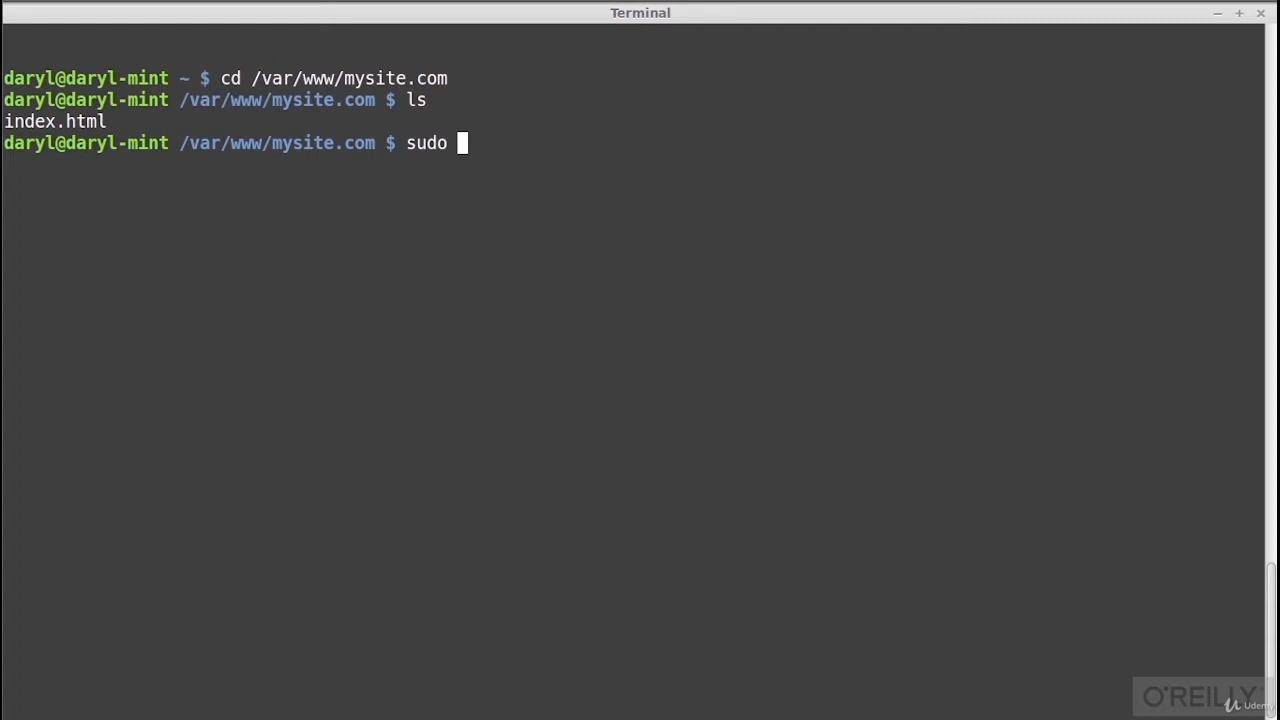 Terminal
daryl@daryl-mint ~ $ cd /var/www/mysite.com
daryl@daryl-mint /var/www/mysite.com $ ls
index.html
daryl@daryl-mint /var/www/mysite.com $ sudo
O'REILLY
Udemy